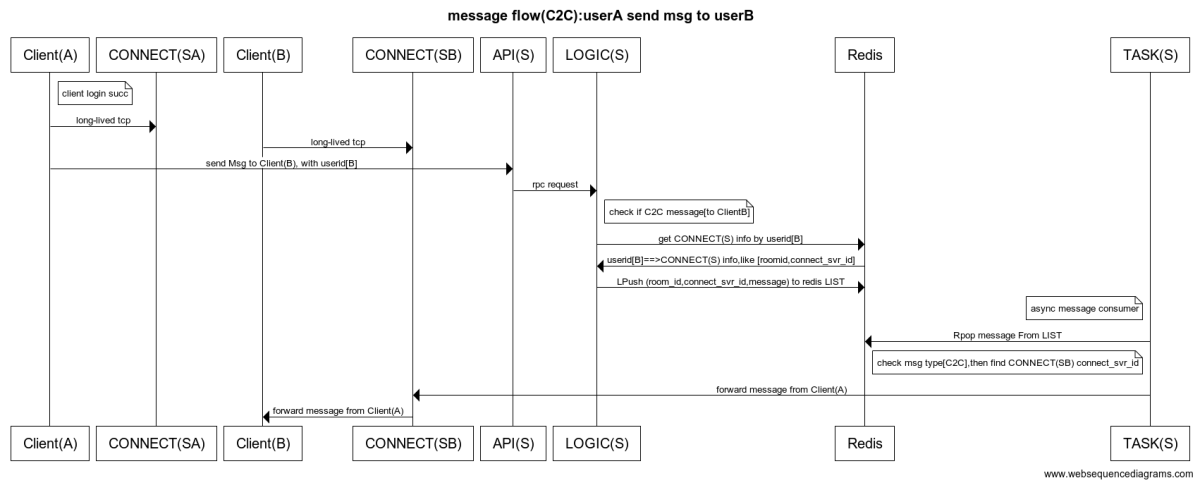 message flow(C2C):userA send msg to userB
Client(A) CONNECT(SA) Client(B) CONNECT(SB) API(S) LOGIC(S) Redis TASK(S)
client login succ
long-lived tcp
long-lived tcp
send Msg to Client(B), with userid[B]
rpc request
check if C2C message[to ClientB]
get CONNECT(S) info by userid[B]
userid[B]==>CONNECT(S) info,like [roomid,connect_svr_id]
LPush (room_id,connect_svr_id,message) to redis LIST
async message consumer
Rpop message From LIST
check msg type[C2C],then find CONNECT(SB) connect_svr_id
forward message from Client(A)
forward message from Client(A)
Client(A) CONNECT(SA) Client(B) CONNECT(SB) API(S) LOGIC(S) Redis TASK(S)
www.websequencediagrams.com